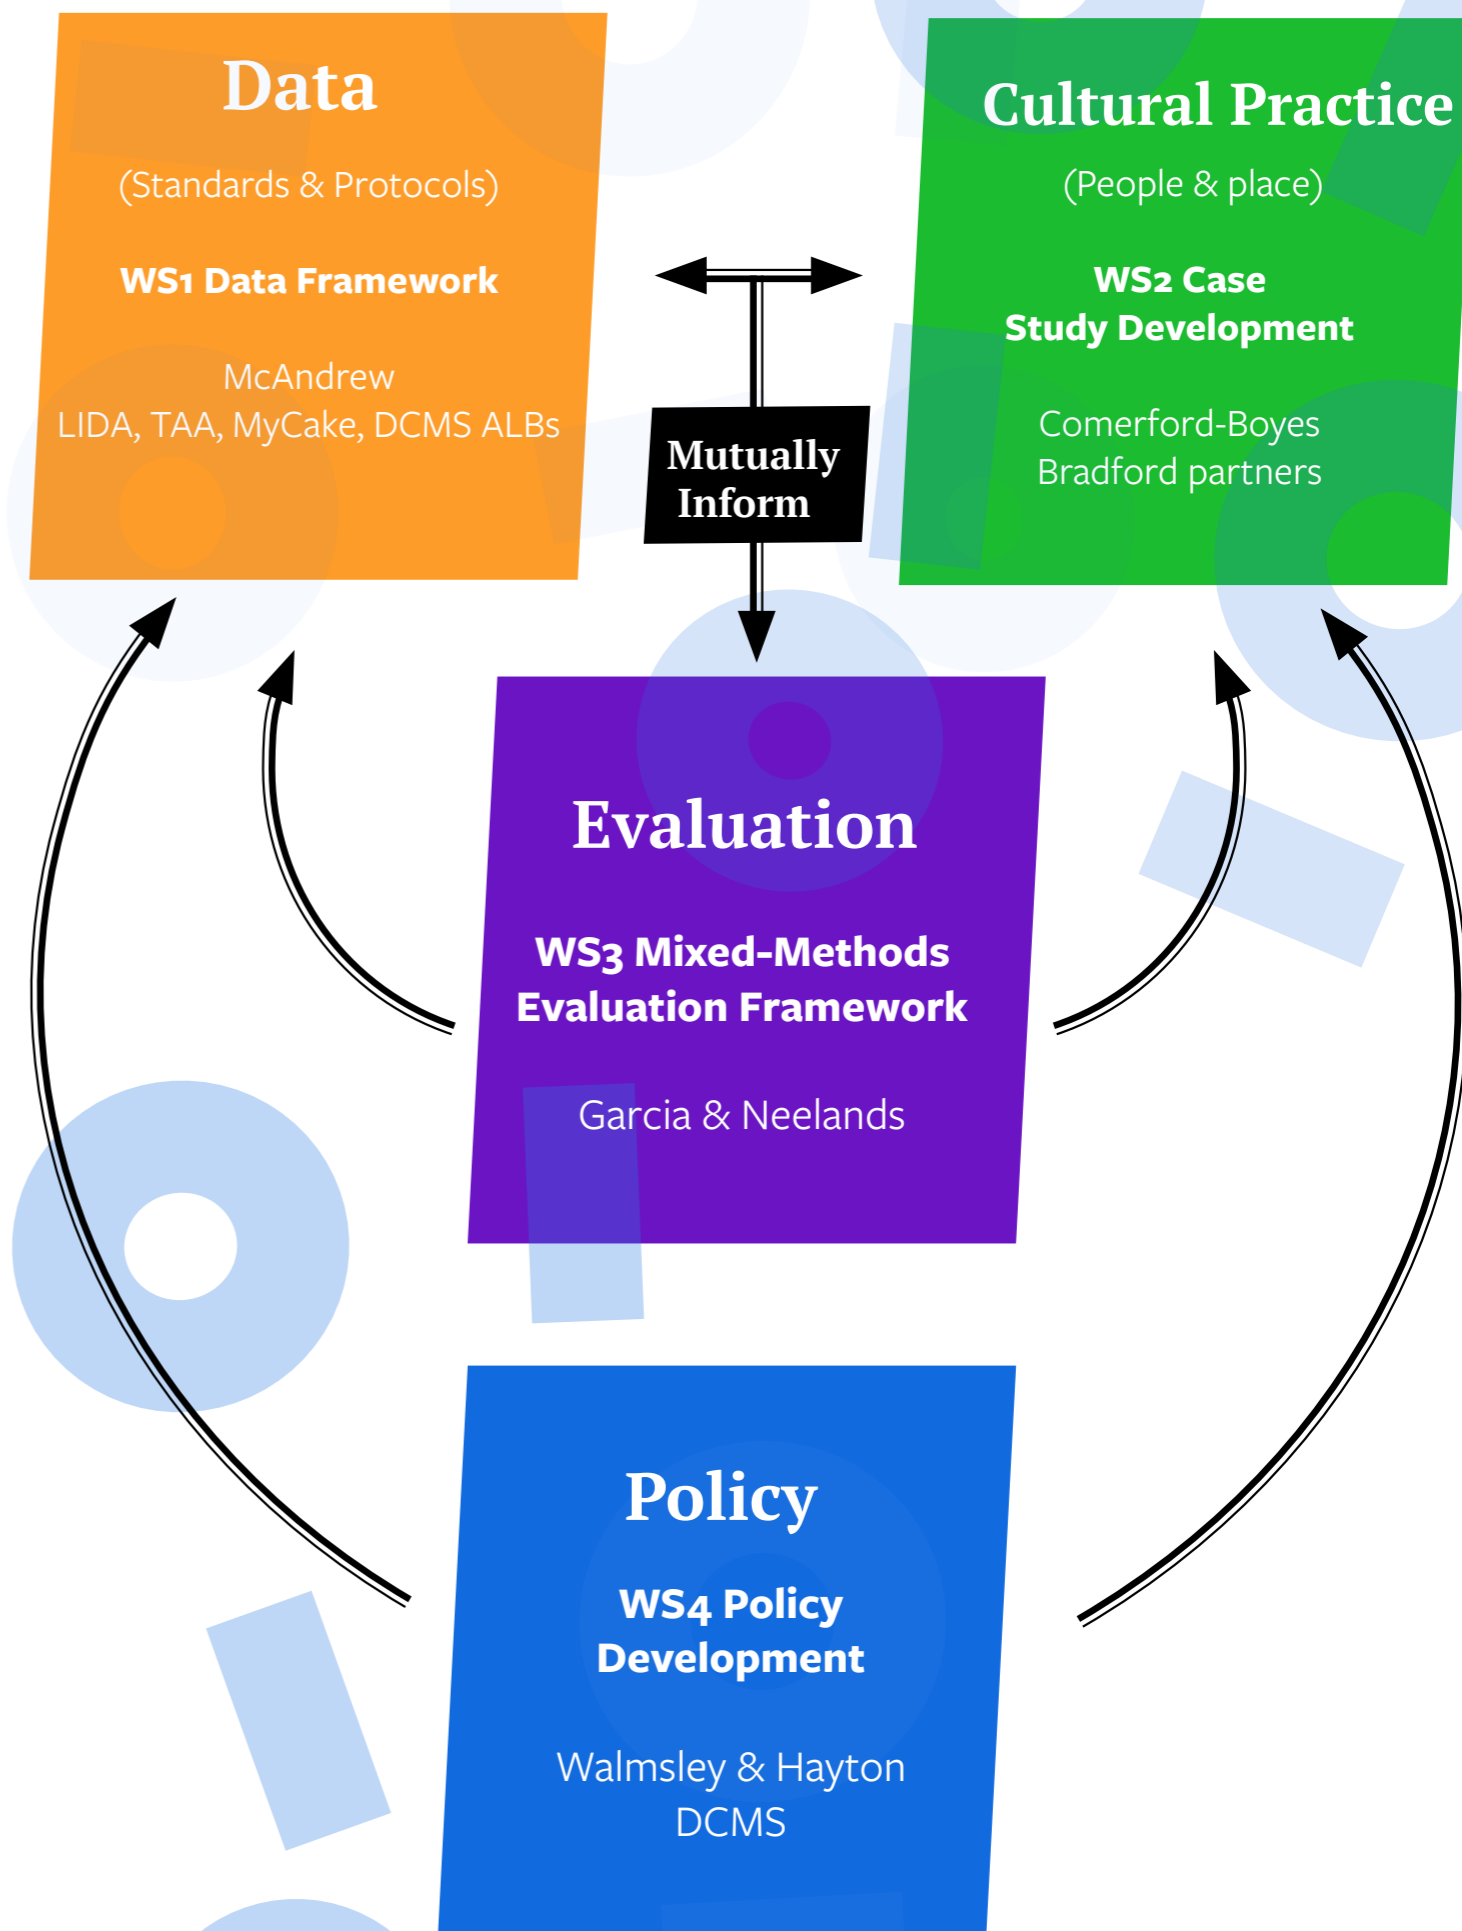 Data
(Standards & Protocols)
WS1 Data Framework
McAndrew
LIDA, TAA, MyCake, DCMS ALBs
Cultural Practice
(People & place)
WS2 Case
Study Development
Comerford-Boyes
Bradford partners
Mutually
Inform
Evaluation
WS3 Mixed-Methods
Evaluation Framework
Garcia & Neelands
Policy
WS4 Policy
Development
Walmsley & Hayton
DCMS